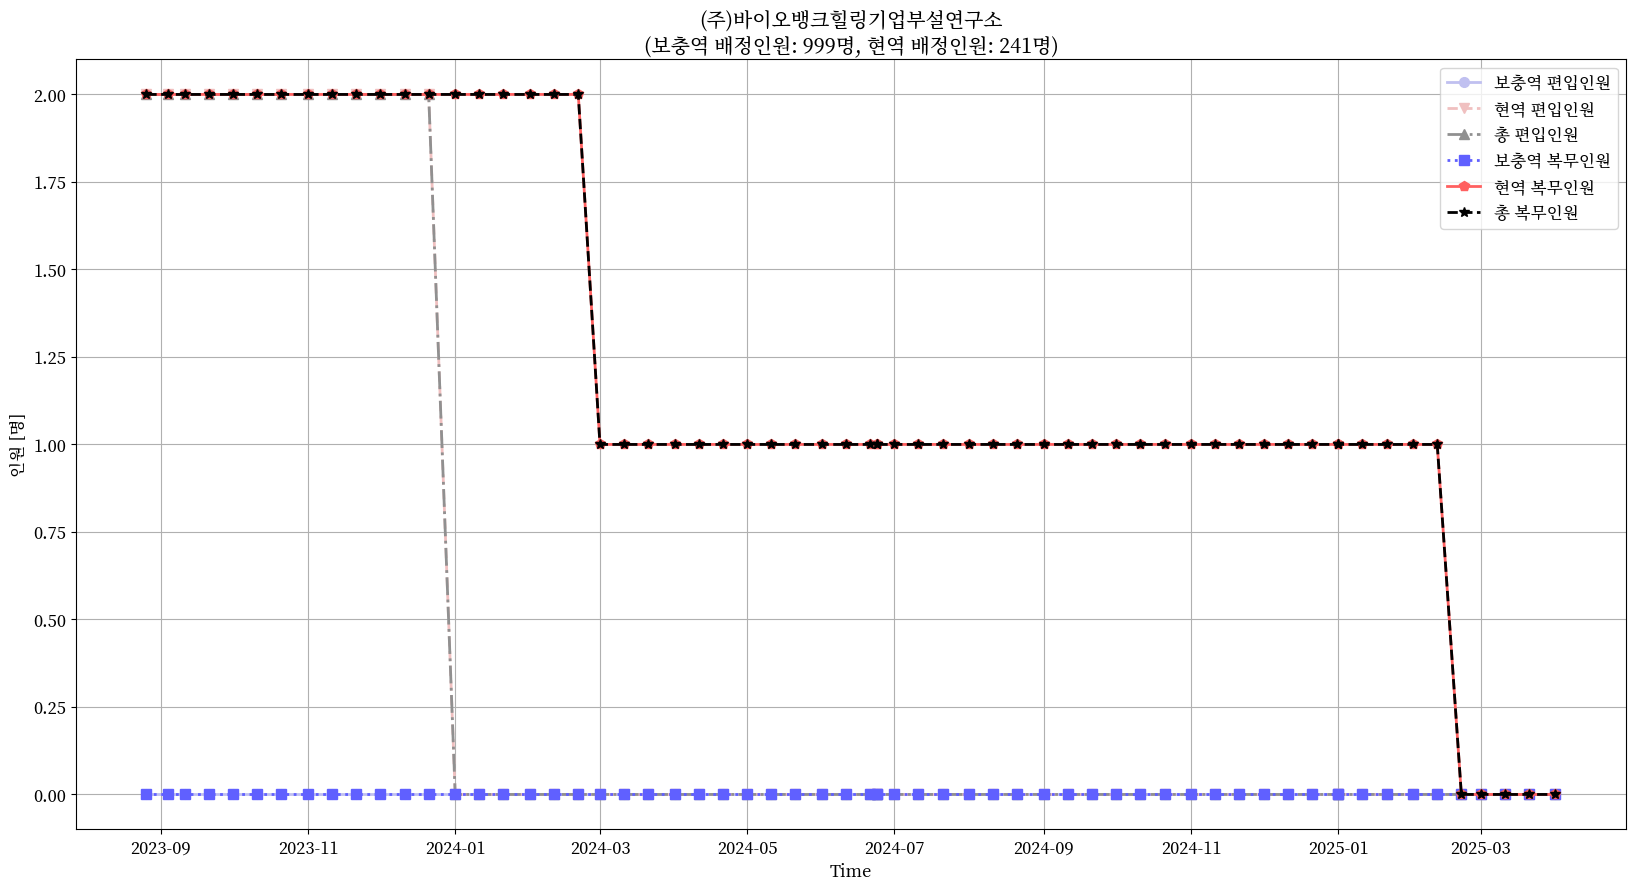 (주)바이오뱅크힐링기업부설연구소
(보충역 배정인원: 999명, 현역 배정인원: 241명)
보충역 편입인원
현역 편입인원
총 편입인원
보충역 복무인원
현역 복무인원
총 복무인원
2.00
1.75
1.50
1.25
1.00
0.75
0.50
0.25
0.00
인원 [명]
2023-09
2023-11
2024-01
2024-03
2024-05
2024-07
2024-09
2024-11
2025-01
2025-03
Time